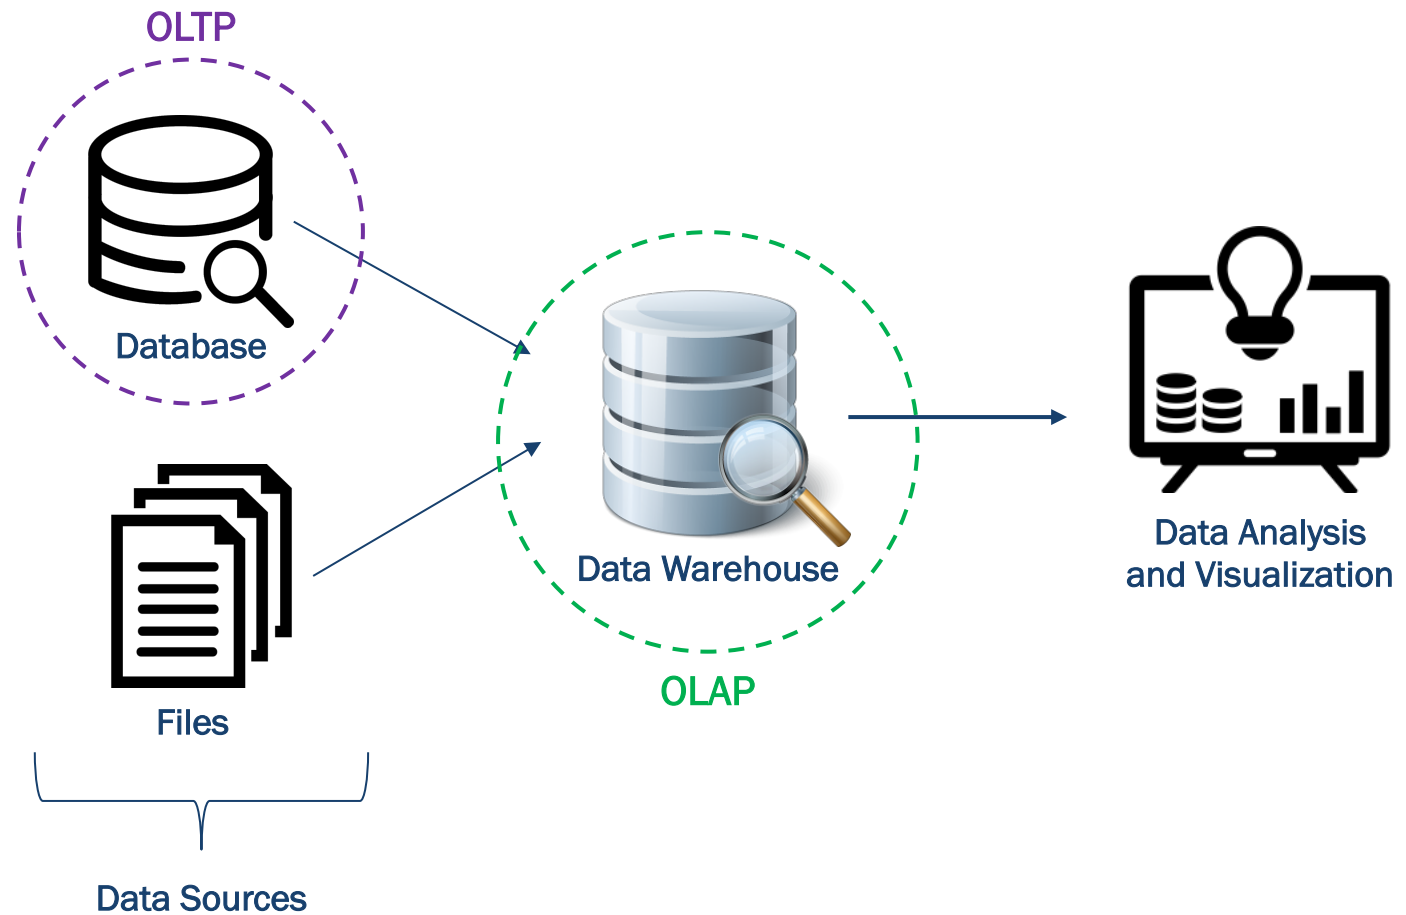 OLTP
Database
Files
Data Sources
Data Warehouse
OLAP
Data Analysis
and Visualization